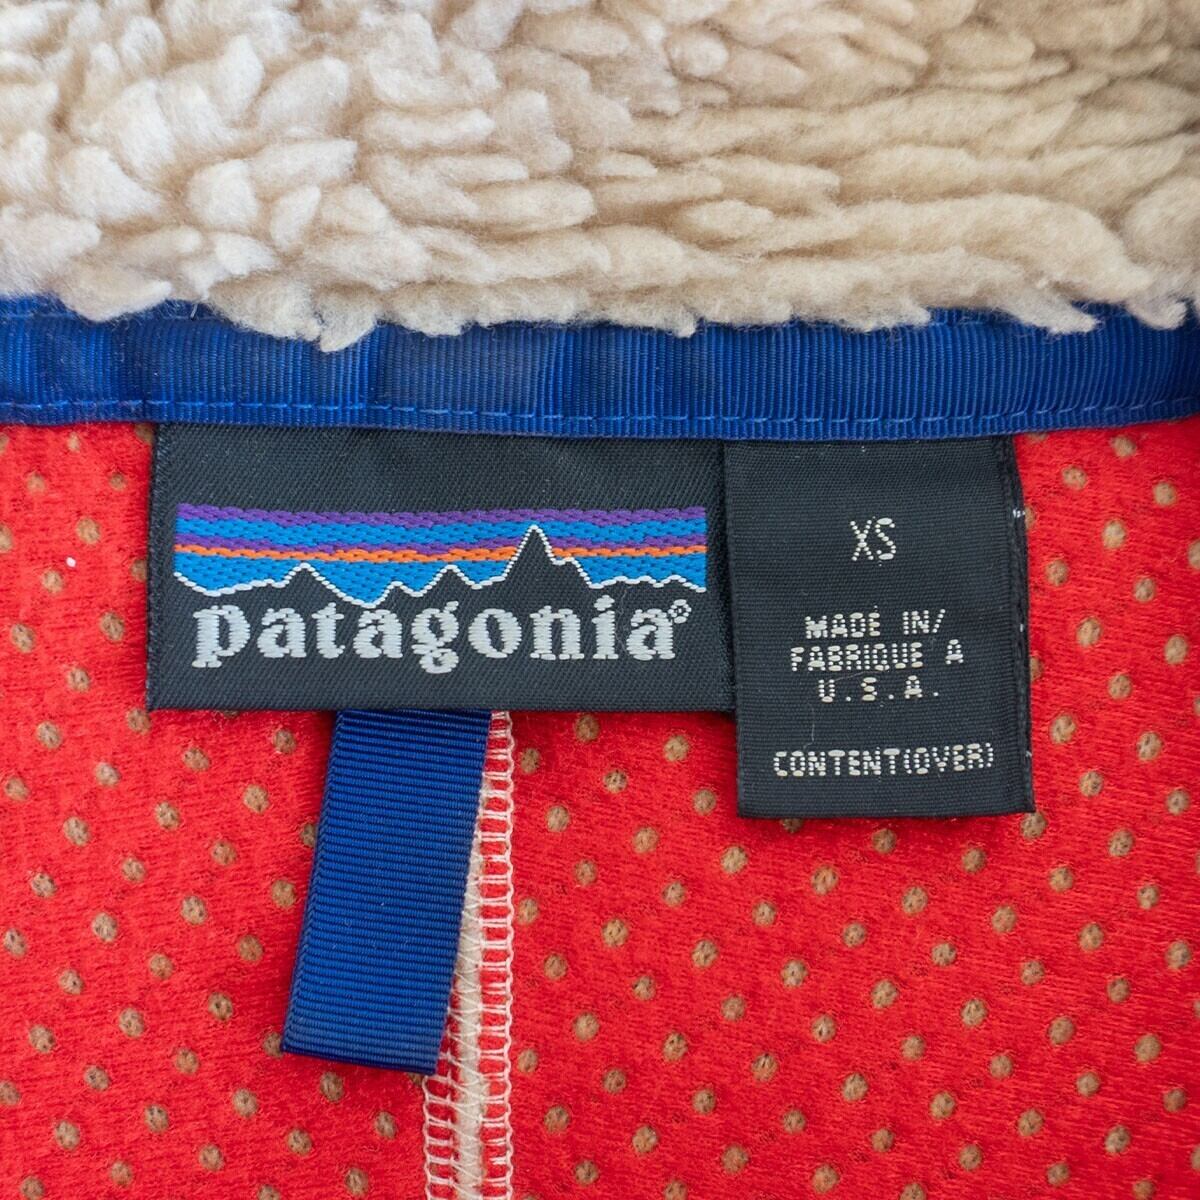 patagonia®
XS
MADE IN/
FABRIQUE A
U.S.A.
CONTENT(OVER)